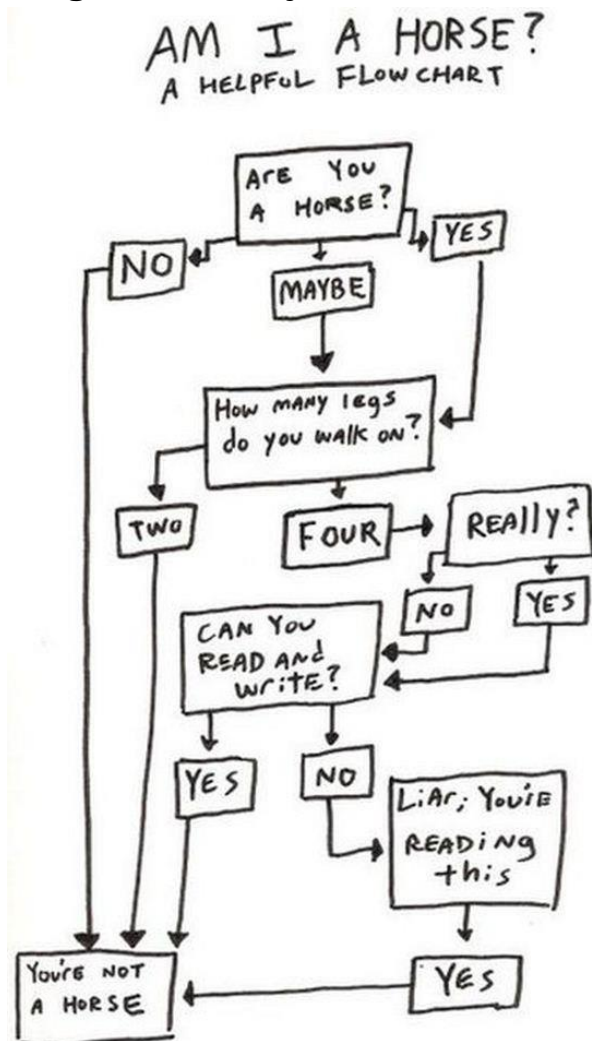 AM I A HORSE?
A HELPFUL FLOWCHART
ArE YOU
A HORSE?
NO
MAYBE
YES
How mANy legs
do you WALK ON?
TWO
FOUR
REAlly?
NO
YES
CAN YOU
READ ANd
WriTE?
YES
NO
LiAr; YOU'rE
READiNg
this
YES
YOU'rE NOT
A HORSE